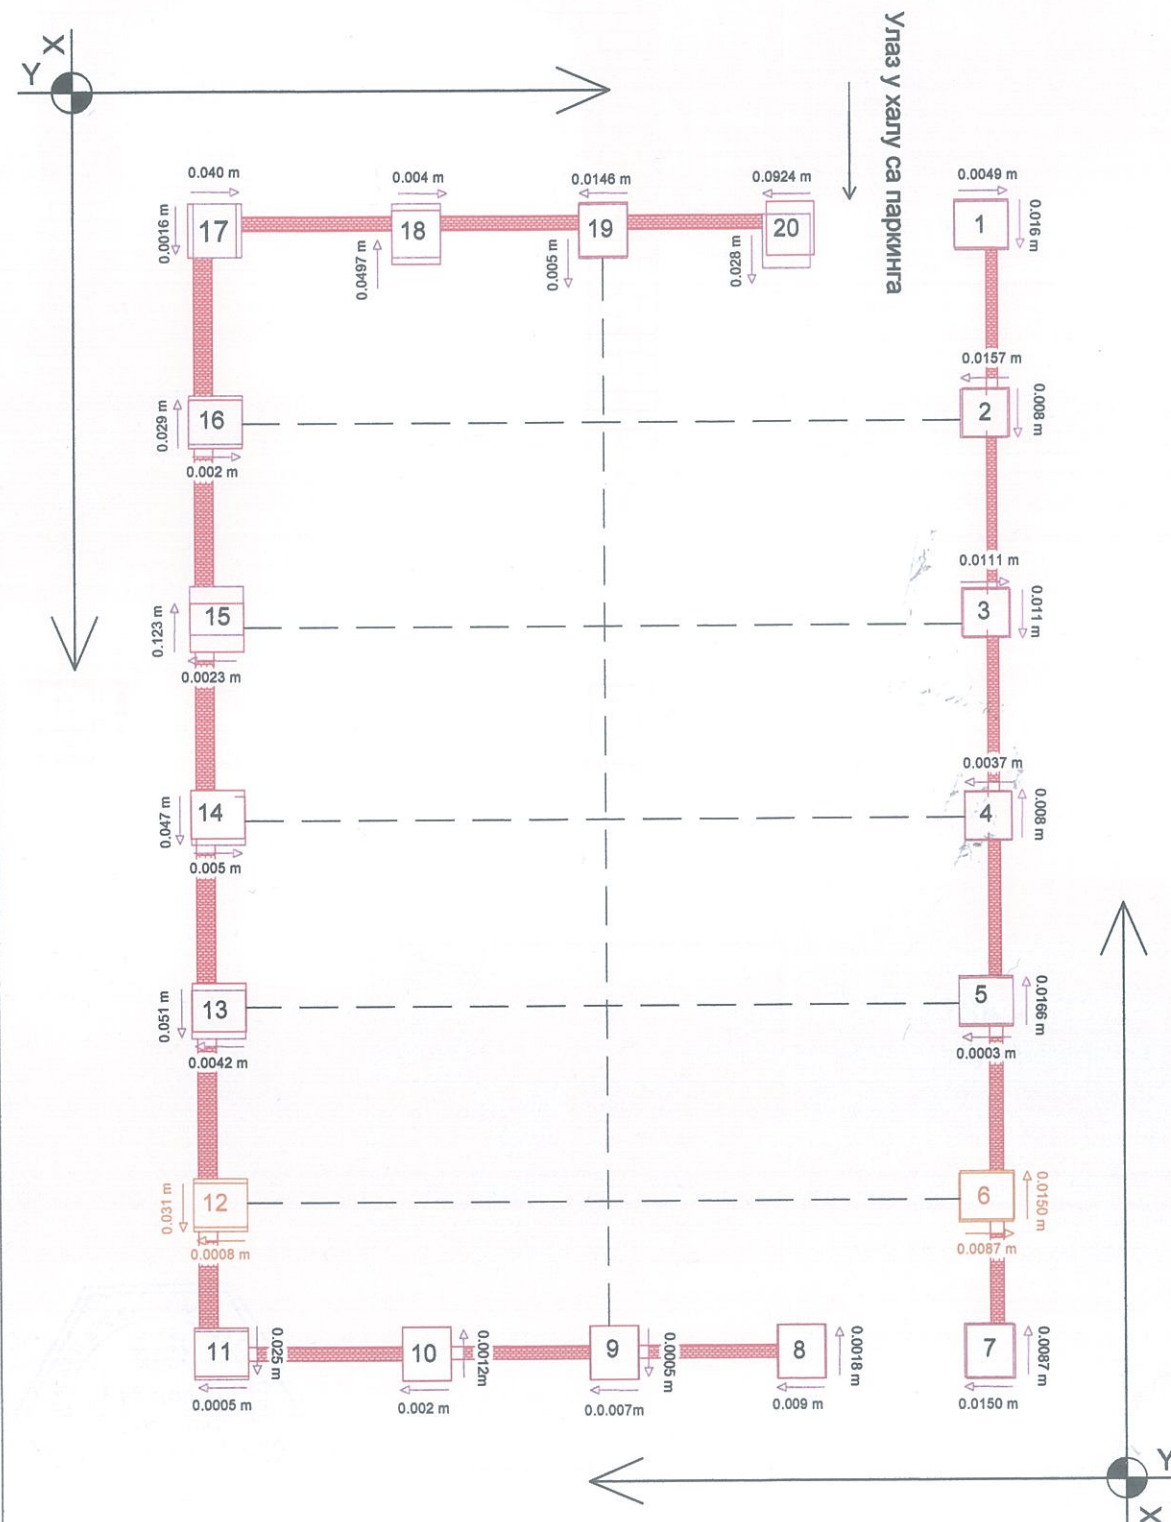 X
Y
Улаз у халу са паркинга
0.040 m
0.004 m
0.0146 m
0.0924 m
0.0049 m
17
18
19
20
1
0.0016 m
0.0497 m
0.005 m
0.028 m
0.016 m
0.0157 m
16
2
0.029 m
0.008 m
0.002 m
0.0111 m
15
3
0.123 m
0.011 m
0.0023 m
0.0037 m
14
4
0.047 m
0.008 m
0.005 m
13
5
0.051 m
0.0166 m
0.0042 m
0.0003 m
12
6
0.031 m
0.0150 m
0.0008 m
0.0087 m
11
10
9
8
7
0.025 m
0.0012m
0.0005 m
0.0018 m
0.0087 m
0.0005 m
0.002 m
0.0.007m
0.009 m
0.0150 m
Y
X